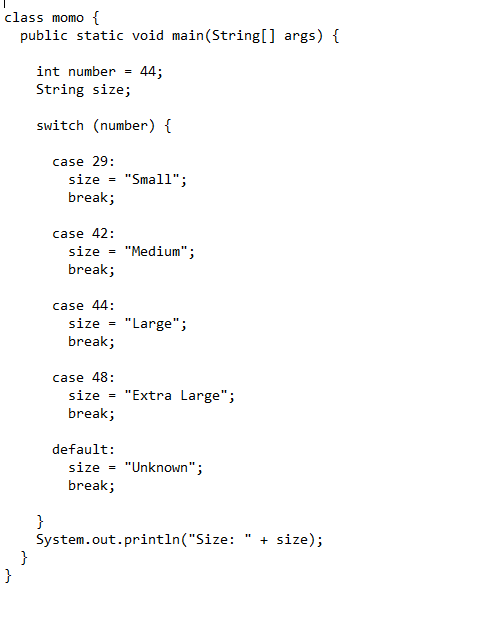 class momo {
  public static void main(String[] args) {

    int number = 44;
    String size;

    switch (number) {

      case 29:
        size = "Small";
        break;

      case 42:
        size = "Medium";
        break;

      case 44:
        size = "Large";
        break;

      case 48:
        size = "Extra Large";
        break;

      default:
        size = "Unknown";
        break;

    }
    System.out.println("Size: " + size);
  }
}